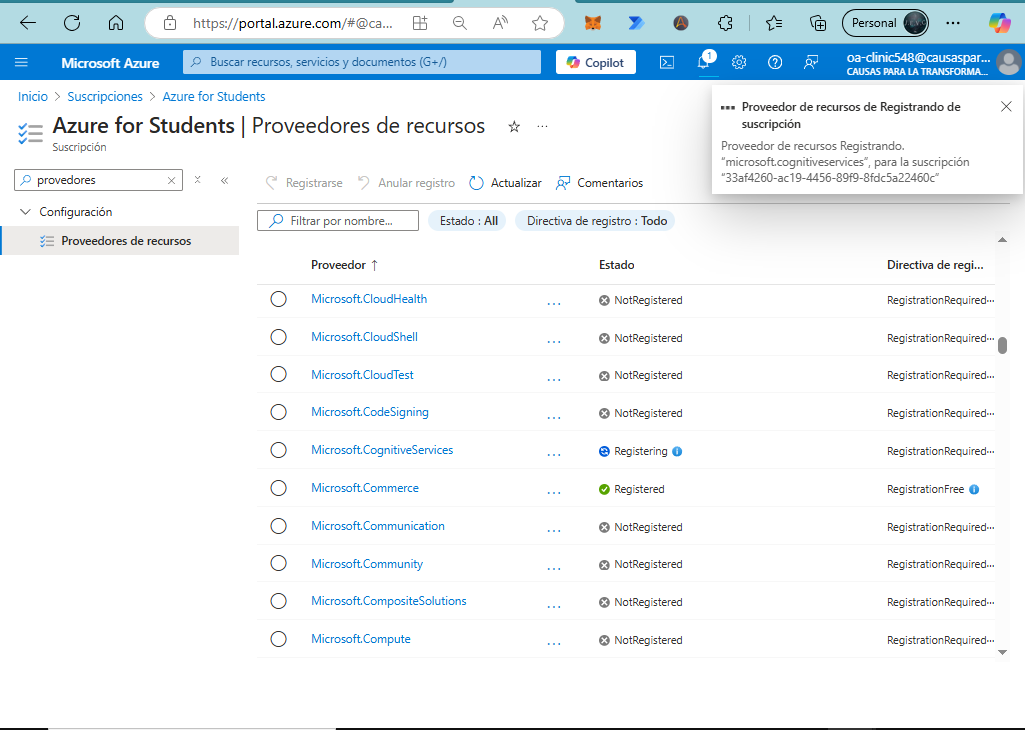 https://portal.azure.com/#@ca...
Personal
Microsoft Azure
Buscar recursos, servicios y documentos (G+/)
Copilot
1
oa-clinic548@causaspar...
CAUSAS PARA LA TRANSFORMA...
Inicio > Suscripciones > Azure for Students
Azure for Students | Proveedores de recursos
Suscripción
Proveedor de recursos de Registrando de
suscripción
Proveedor de recursos Registrando.
"microsoft.cognitiveservices", para la suscripción
"33af4260-ac19-4456-89f9-8fdc5a22460c"
provedores
Registrarse
Anular registro
Actualizar
Comentarios
Configuración
Proveedores de recursos
Filtrar por nombre...
Estado : All
Directiva de registro : Todo
Proveedor ↑ Estado Directiva de regi...
Microsoft.CloudHealth ... NotRegistered RegistrationRequired...
Microsoft.CloudShell ... NotRegistered RegistrationRequired...
Microsoft.CloudTest ... NotRegistered RegistrationRequired...
Microsoft.CodeSigning ... NotRegistered RegistrationRequired...
Microsoft.CognitiveServices ... Registering RegistrationRequired...
Microsoft.Commerce ... Registered RegistrationFree
Microsoft.Communication ... NotRegistered RegistrationRequired...
Microsoft.Community ... NotRegistered RegistrationRequired...
Microsoft.CompositeSolutions ... NotRegistered RegistrationRequired...
Microsoft.Compute ... NotRegistered RegistrationRequired...